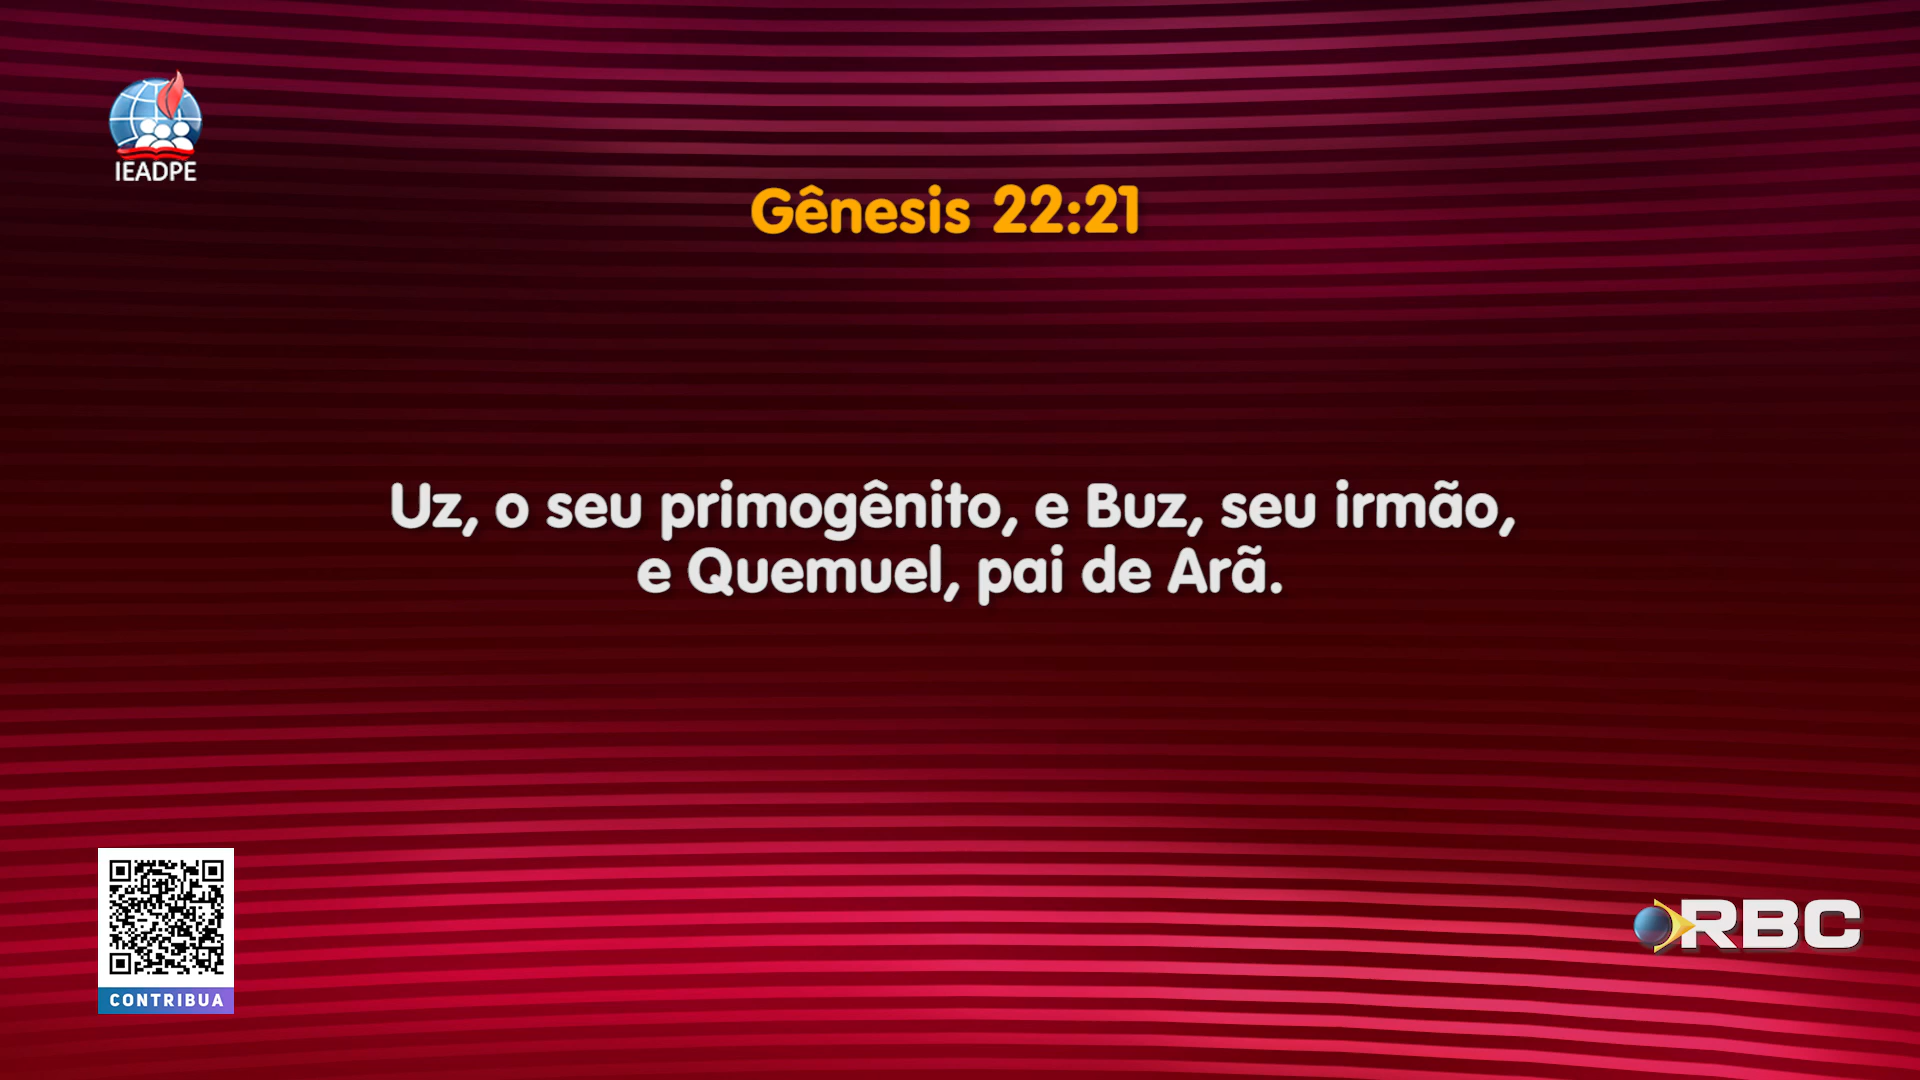 IEADPE
Gênesis 22:21
Uz, o seu primogênito, e Buz, seu irmão,
e Quemuel, pai de Arã.
CONTRIBUA
RBC